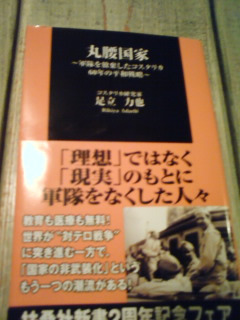 丸腰国家
~軍隊を放棄したコスタリカ
60年の平和戦略~
コスタリカ研究家
足立 力也
Rikiya Adachi
「理想」ではなく
「現実」のもとに
軍隊をなくした人々
教育も医療も無料!
世界が“対テロ戦争”
に突き進む一方で、
「国家の非武装化」という
もう一つの潮流がある!
扶桑社新書2周年記念フェア